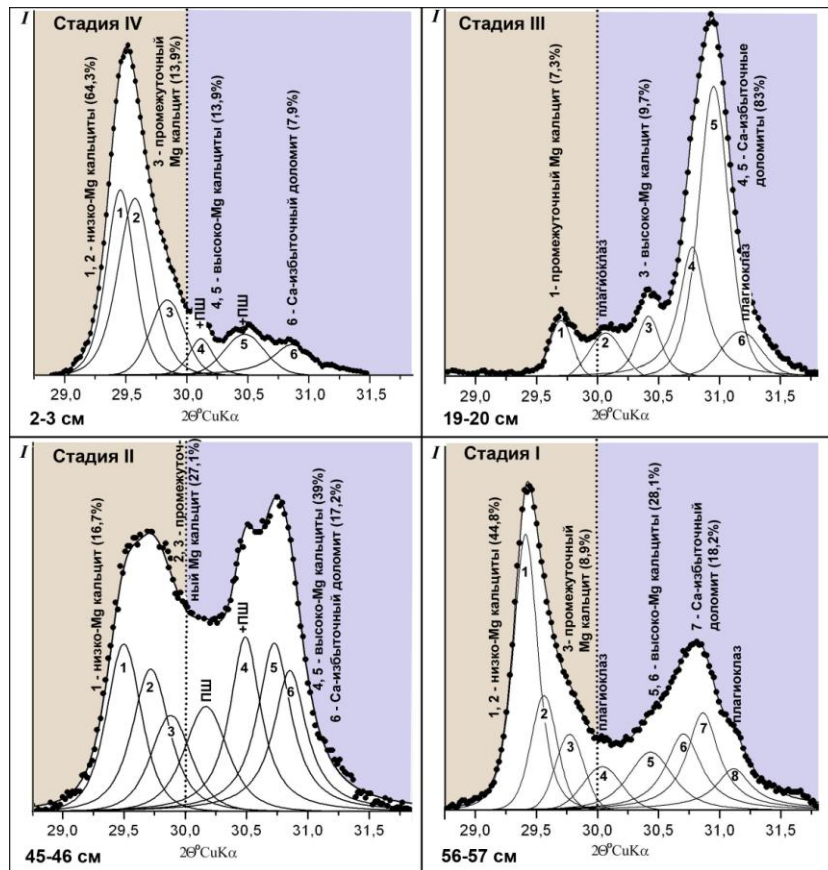 I
Стадия IV
1, 2 - низко-Mg кальциты (64,3%)
3 - промежуточный
Mg кальцит (13,9%)
+ПШ
4, 5 - высоко-Mg кальциты (13,9%)
+ПШ
6 - Ca-избыточный доломит (7,9%)
1
2
3
4
5
6
29,0
29,5
30,0
30,5
31,0
31,5
2Θ°CuKα
2-3 см
I
Стадия III
1- промежуточный Mg кальцит (7,3%)
плагиоклаз
3 - высоко-Mg кальцит (9,7%)
плагиоклаз
4, 5 - Ca-избыточные
доломиты (83%)
1
2
3
4
5
6
29,0
29,5
30,0
30,5
31,0
31,5
2Θ°CuKα
19-20 см
I
Стадия II
1 - низко-Mg кальцит (16,7%)
2, 3 - промежуточ-
ный Mg кальцит (27,1%)
ПШ
+ПШ
4, 5 - высоко-Mg кальциты (39%)
6 - Ca-избыточный доломит (17,2%)
1
2
3
4
5
6
29,0
29,5
30,0
30,5
31,0
31,5
2Θ°CuKα
45-46 см
I
Стадия I
1, 2 - низко-Mg кальциты (44,8%)
3- промежуточный
Mg кальцит (8,9%)
плагиоклаз
5, 6 - высоко-Mg кальциты (28,1%)
7 - Ca-избыточный
доломит (18,2%)
плагиоклаз
1
2
3
4
5
6
7
8
29,0
29,5
30,0
30,5
31,0
31,5
2Θ°CuKα
56-57 см